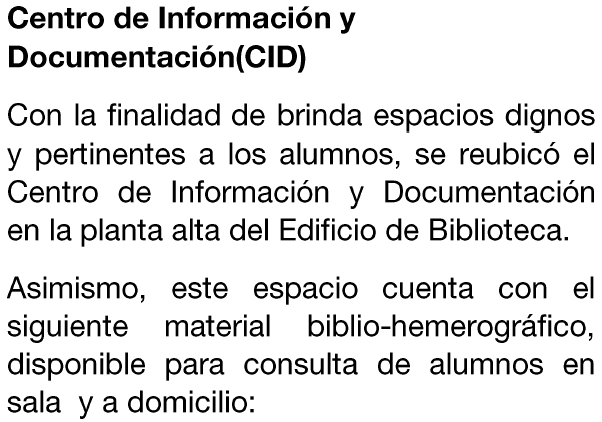 Centro de Información y
Documentación(CID)
Con la finalidad de brinda espacios dignos
y pertinentes a los alumnos, se reubicó el
Centro de Información y Documentación
en la planta alta del Edificio de Biblioteca.
Asimismo, este espacio cuenta con el
siguiente material biblio-hemerográfico,
disponible para consulta de alumnos en
sala  y a domicilio: